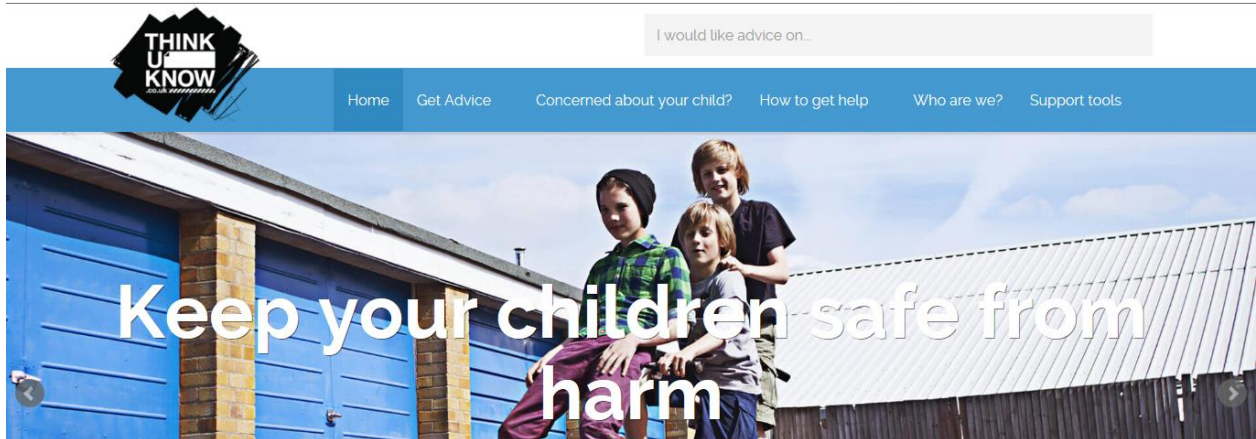 THINK
U
KNOW
.co.uk
I would like advice on...
Home Get Advice Concerned about your child? How to get help Who are we? Support tools
Keep your children safe from
harm